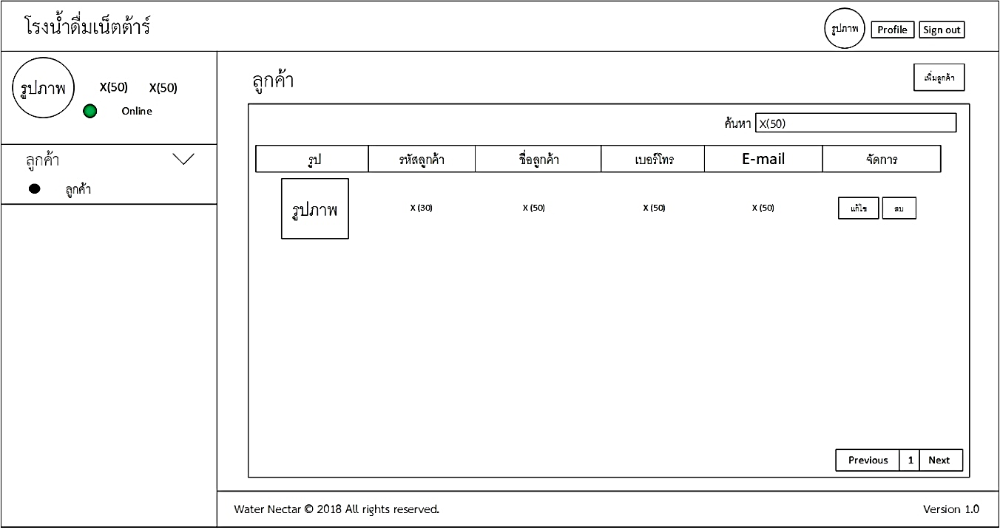 โรงน้ำดื่มเน็ตต้าร์
รูปภาพ Profile Sign out
รูปภาพ X(50) X(50)
Online
ลูกค้า
ลูกค้า
ลูกค้า เพิ่มลูกค้า
ค้นหา X(50)
รูป รหัสลูกค้า ชื่อลูกค้า เบอร์โทร E-mail จัดการ
รูปภาพ X (30) X (50) X (50) X (50) แก้ไข ลบ
Previous 1 Next
Water Nectar © 2018 All rights reserved. Version 1.0